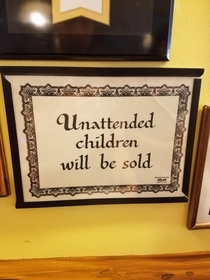 Unattended
children
will be sold